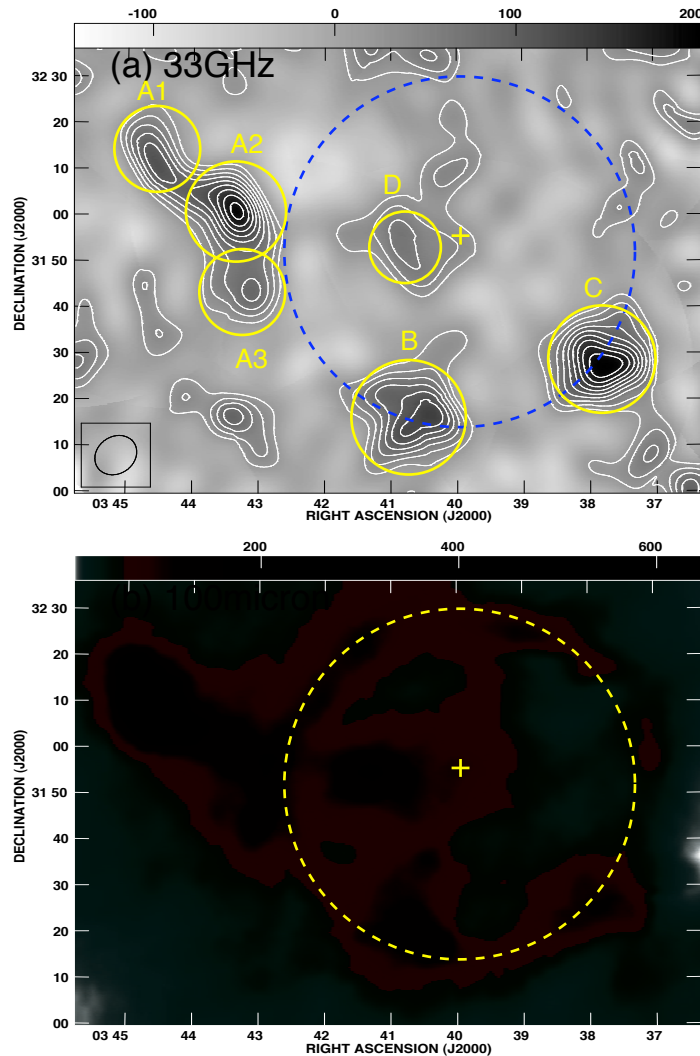 -100 0 100 200
(a) 33GHz
A1
A2
A3
D
B
C
32 30
20
10
00
31 50
40
30
20
10
00
DECLINATION (J2000)
03 45 44 43 42 41 40 39 38 37
RIGHT ASCENSION (J2000)
200 400 600
(b) 100micron
32 30
20
10
00
31 50
40
30
20
10
00
DECLINATION (J2000)
03 45 44 43 42 41 40 39 38 37
RIGHT ASCENSION (J2000)